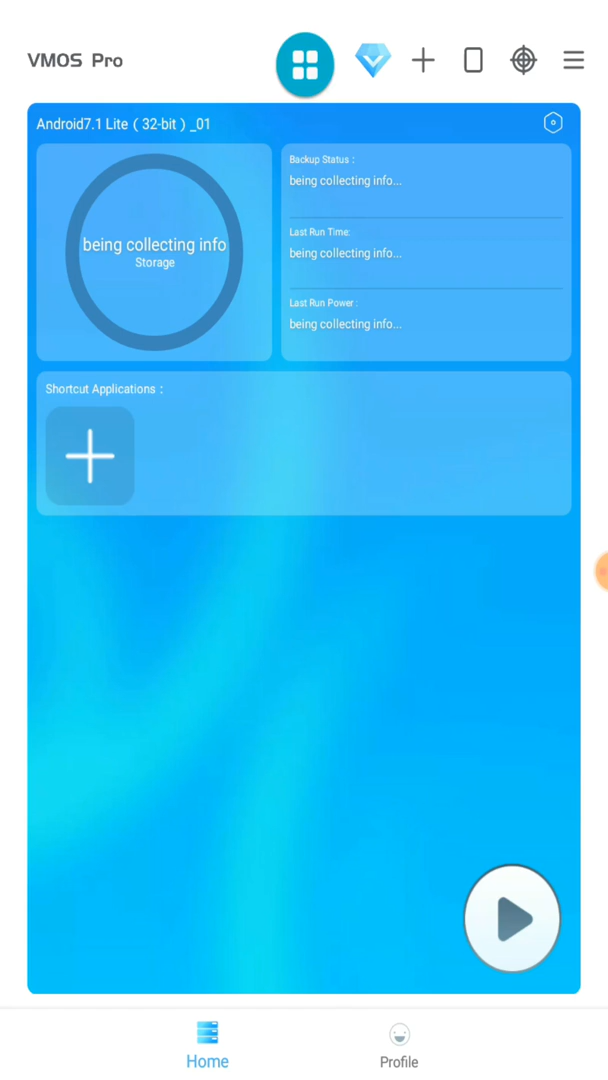 VMOS Pro
Android7.1 Lite ( 32-bit ) _01
being collecting info
Storage
Backup Status :
being collecting info...
Last Run Time:
being collecting info...
Last Run Power :
being collecting info...
Shortcut Applications :
Home
Profile